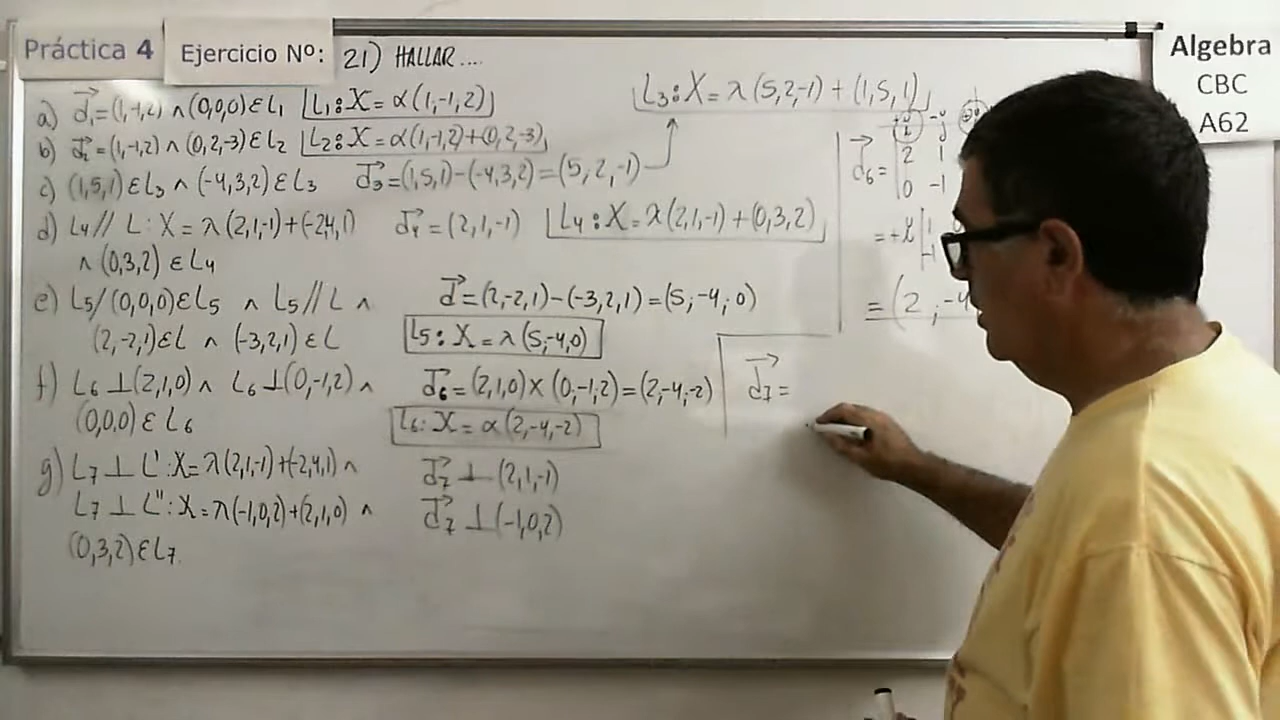 Práctica 4
Ejercicio Nº: 21) HALLAR....
Algebra
CBC
A62
a) d₁=(1,-1,2) ∧ (0,0,0) ε L₁ L₁: X = α(1,-1,2)
b) d₂=(1,-1,2) ∧ (0,2,-3) ε L₂ L₂: X = α(1,-1,2)+(0,2,-3)
c) (1,5,1) ε L₃ ∧ (-4,3,2) ε L₃ d₃=(1,5,1)-(-4,3,2)=(5,2,-1)
L₃: X = λ(5,2,-1)+(1,5,1)
d) L₄ // L: X = λ(2,1,-1)+(-2,4,1) d₄=(2,1,-1) L₄: X = λ(2,1,-1)+(0,3,2)
∧ (0,3,2) ε L₄
e) L₅/(0,0,0) ε L₅ ∧ L₅ // L ∧ d=(2,-2,1)-(-3,2,1)=(5,-4,0)
(2,-2,1) ε L ∧ (-3,2,1) ε L L₅: X = λ(5,-4,0)
f) L₆ ⊥ (2,1,0) ∧ L₆ ⊥ (0,-1,2) ∧ d₆=(2,1,0)×(0,-1,2)=(2,-4,-2)
(0,0,0) ε L₆ L₆: X = α(2,-4,-2)
g) L₇ ⊥ L': X = λ(2,1,-1)+(-2,4,1) ∧ d₇ ⊥ (2,1,-1)
L₇ ⊥ L'': X = λ(-1,0,2)+(2,1,0) ∧ d₇ ⊥ (-1,0,2)
(0,3,2) ε L₇.
d₆=
2 1
0 -1
=(2,-4
d₇=